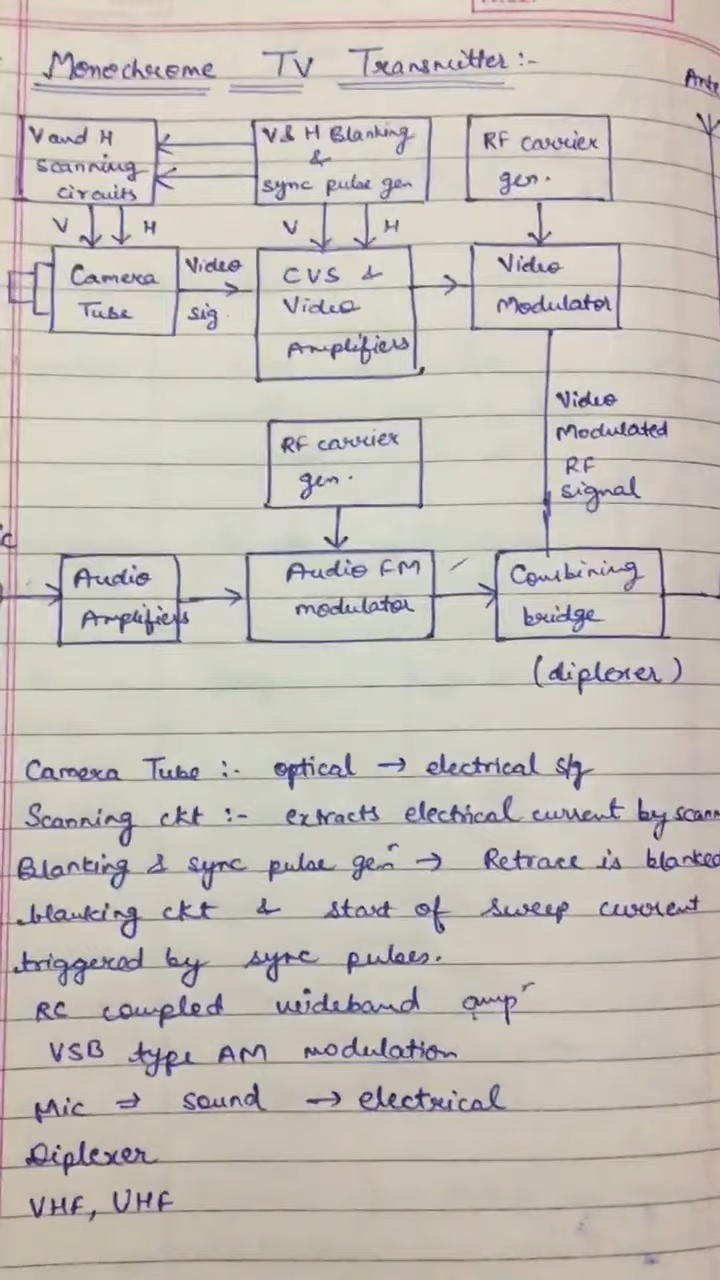 Monochrome TV Transmitter :-
Ante
V and H
scanning
circuits
V & H Blanking
&
sync pulse gen
RF carrier
gen.
V H
V H
Camera
Tube
Video
sig.
CVS &
Video
Amplifiers
Video
Modulator
Video
Modulated
RF
signal
RF carrier
gen.
ic
Audio
Amplifiers
Audio FM
modulator
Combining
bridge
(diplexer)
Camera Tube :- optical → electrical s/g
Scanning ckt :- extracts electrical current by scann
Blanking & sync pulse genʳ → Retrace is blanked
blanking ckt & start of sweep current
triggered by sync pulses.
RC coupled wideband ampʳ
VSB type AM modulation
Mic ⇒ sound → electrical
Diplexer
VHF, UHF